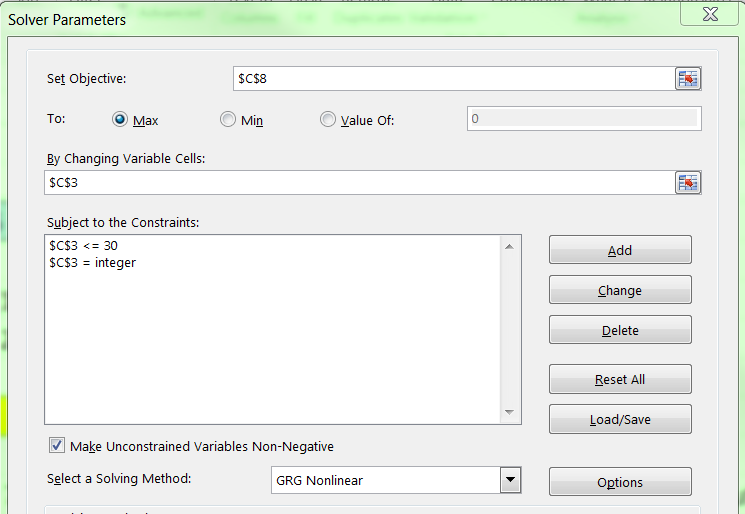 Solver Parameters
Set Objective:
$C$8
To:
Max
Min
Value Of:
0
By Changing Variable Cells:
$C$3
Subject to the Constraints:
$C$3 <= 30
$C$3 = integer
Add
Change
Delete
Reset All
Load/Save
Make Unconstrained Variables Non-Negative
Select a Solving Method:
GRG Nonlinear
Options